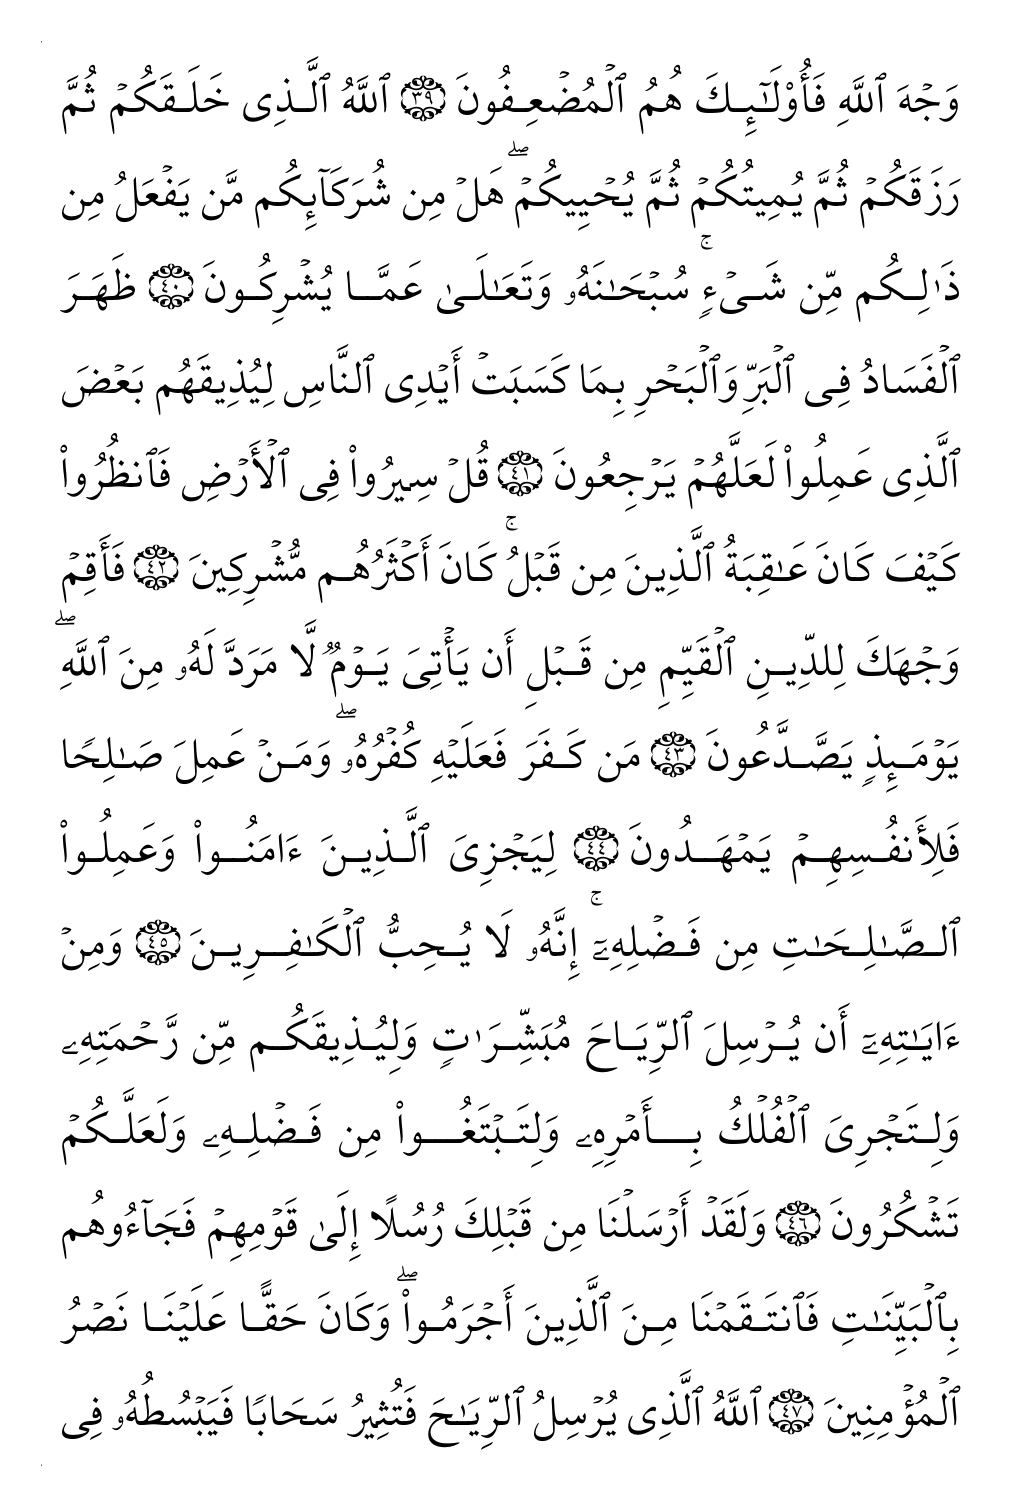 وَجۡهَ ٱللَّهِ فَأُوْلَـٰٓئِكَ هُمُ ٱلۡمُضۡعِفُونَ ٣٩ ٱللَّهُ ٱلَّذِى خَلَقَكُمۡ ثُمَّ
رَزَقَكُمۡ ثُمَّ يُمِيتُكُمۡ ثُمَّ يُحۡيِيكُمۡۖ هَلۡ مِن شُرَكَآئِكُم مَّن يَفۡعَلُ مِن
ذَٰلِكُم مِّن شَىۡءٍۚ سُبۡحَـٰنَهُۥ وَتَعَـٰلَىٰ عَمَّا يُشۡرِكُونَ ٤٠ ظَهَرَ
ٱلۡفَسَادُ فِى ٱلۡبَرِّ وَٱلۡبَحۡرِ بِمَا كَسَبَتۡ أَيۡدِى ٱلنَّاسِ لِيُذِيقَهُم بَعۡضَ
ٱلَّذِى عَمِلُواْ لَعَلَّهُمۡ يَرۡجِعُونَ ٤١ قُلۡ سِيرُواْ فِى ٱلۡأَرۡضِ فَٱنظُرُواْ
كَيۡفَ كَانَ عَـٰقِبَةُ ٱلَّذِينَ مِن قَبۡلُۚ كَانَ أَكۡثَرُهُم مُّشۡرِكِينَ ٤٢ فَأَقِمۡ
وَجۡهَكَ لِلدِّينِ ٱلۡقَيِّمِ مِن قَبۡلِ أَن يَأۡتِىَ يَوۡمٌ لَّا مَرَدَّ لَهُۥ مِنَ ٱللَّهِۖ
يَوۡمَئِذٍ يَصَّدَّعُونَ ٤٣ مَن كَفَرَ فَعَلَيۡهِ كُفۡرُهُۥۖ وَمَنۡ عَمِلَ صَـٰلِحًا
فَلِأَنفُسِهِمۡ يَمۡهَدُونَ ٤٤ لِيَجۡزِىَ ٱلَّذِينَ ءَامَنُواْ وَعَمِلُواْ
ٱلصَّـٰلِحَـٰتِ مِن فَضۡلِهِۦٓۚ إِنَّهُۥ لَا يُحِبُّ ٱلۡكَـٰفِرِينَ ٤٥ وَمِنۡ
ءَايَـٰتِهِۦٓ أَن يُرۡسِلَ ٱلرِّيَاحَ مُبَشِّرَٰتٍ وَلِيُذِيقَكُم مِّن رَّحۡمَتِهِۦ
وَلِتَجۡرِىَ ٱلۡفُلۡكُ بِأَمۡرِهِۦ وَلِتَبۡتَغُواْ مِن فَضۡلِهِۦ وَلَعَلَّكُمۡ
تَشۡكُرُونَ ٤٦ وَلَقَدۡ أَرۡسَلۡنَا مِن قَبۡلِكَ رُسُلًا إِلَىٰ قَوۡمِهِمۡ فَجَآءُوهُم
بِٱلۡبَيِّنَـٰتِ فَٱنتَقَمۡنَا مِنَ ٱلَّذِينَ أَجۡرَمُواْۖ وَكَانَ حَقًّا عَلَيۡنَا نَصۡرُ
ٱلۡمُؤۡمِنِينَ ٤٧ ٱللَّهُ ٱلَّذِى يُرۡسِلُ ٱلرِّيَـٰحَ فَتُثِيرُ سَحَابًا فَيَبۡسُطُهُۥ فِى